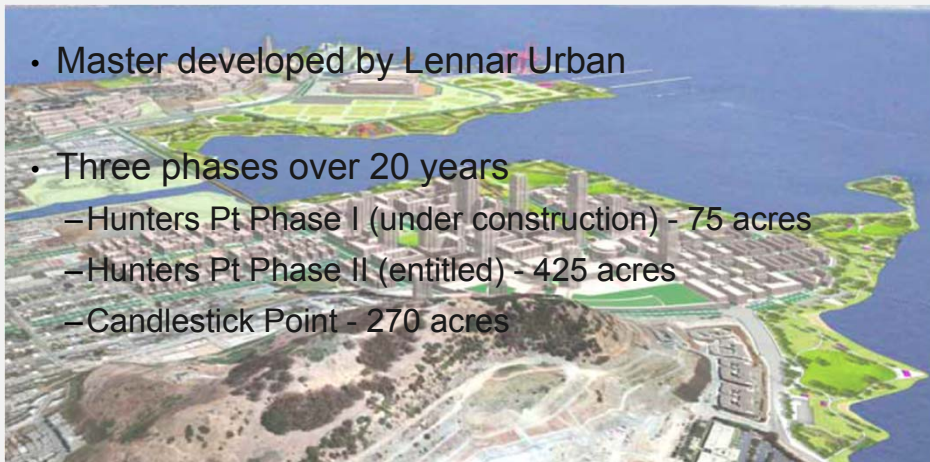 • Master developed by Lennar Urban
• Three phases over 20 years
–Hunters Pt Phase I (under construction) - 75 acres
–Hunters Pt Phase II (entitled) - 425 acres
–Candlestick Point - 270 acres